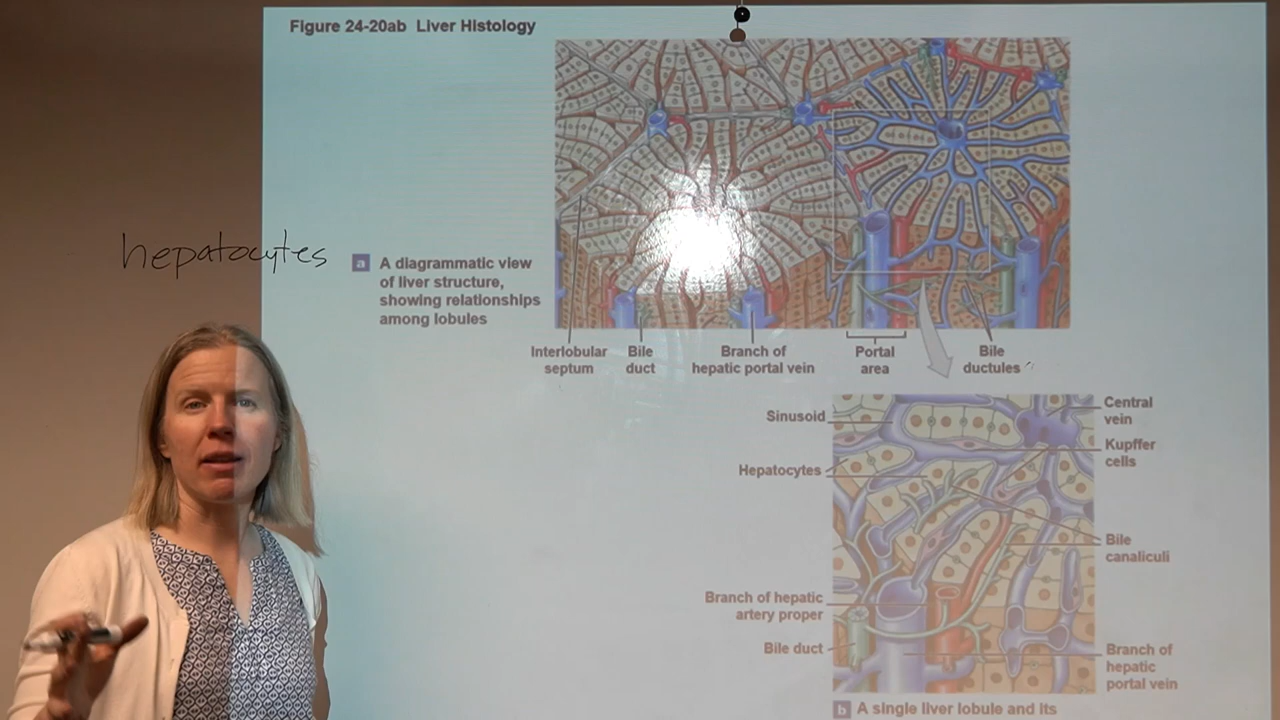 Figure 24-20ab Liver Histology
hepatocytes
a A diagrammatic view
of liver structure,
showing relationships
among lobules
Interlobular
septum
Bile
duct
Branch of
hepatic portal vein
Portal
area
Bile
ductules
Sinusoid
Hepatocytes
Branch of hepatic
artery proper
Bile duct
Central
vein
Kupffer
cells
Bile
canaliculi
Branch of
hepatic
portal vein
b A single liver lobule and its